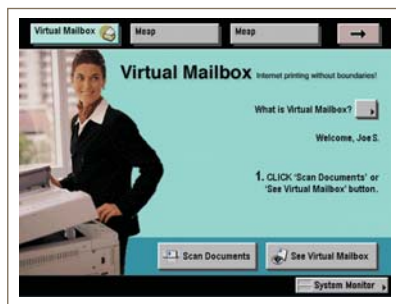 Virtual Mailbox
Meap
Meap
Virtual Mailbox Internet printing without boundaries!
What is Virtual Mailbox?
Welcome, Joe S.
1. CLICK 'Scan Documents' or
'See Virtual Mailbox' button.
Scan Documents
See Virtual Mailbox
System Monitor